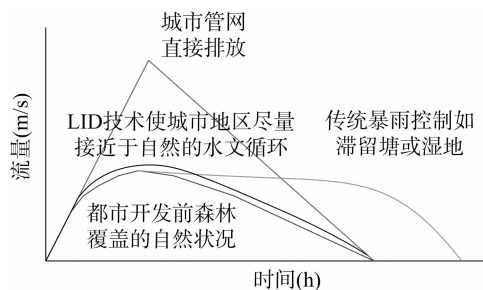 城市管网
直接排放
LID技术使城市地区尽量
接近于自然的水文循环
传统暴雨控制如
滞留塘或湿地
都市开发前森林
覆盖的自然状况
流量(m/s)
时间(h)